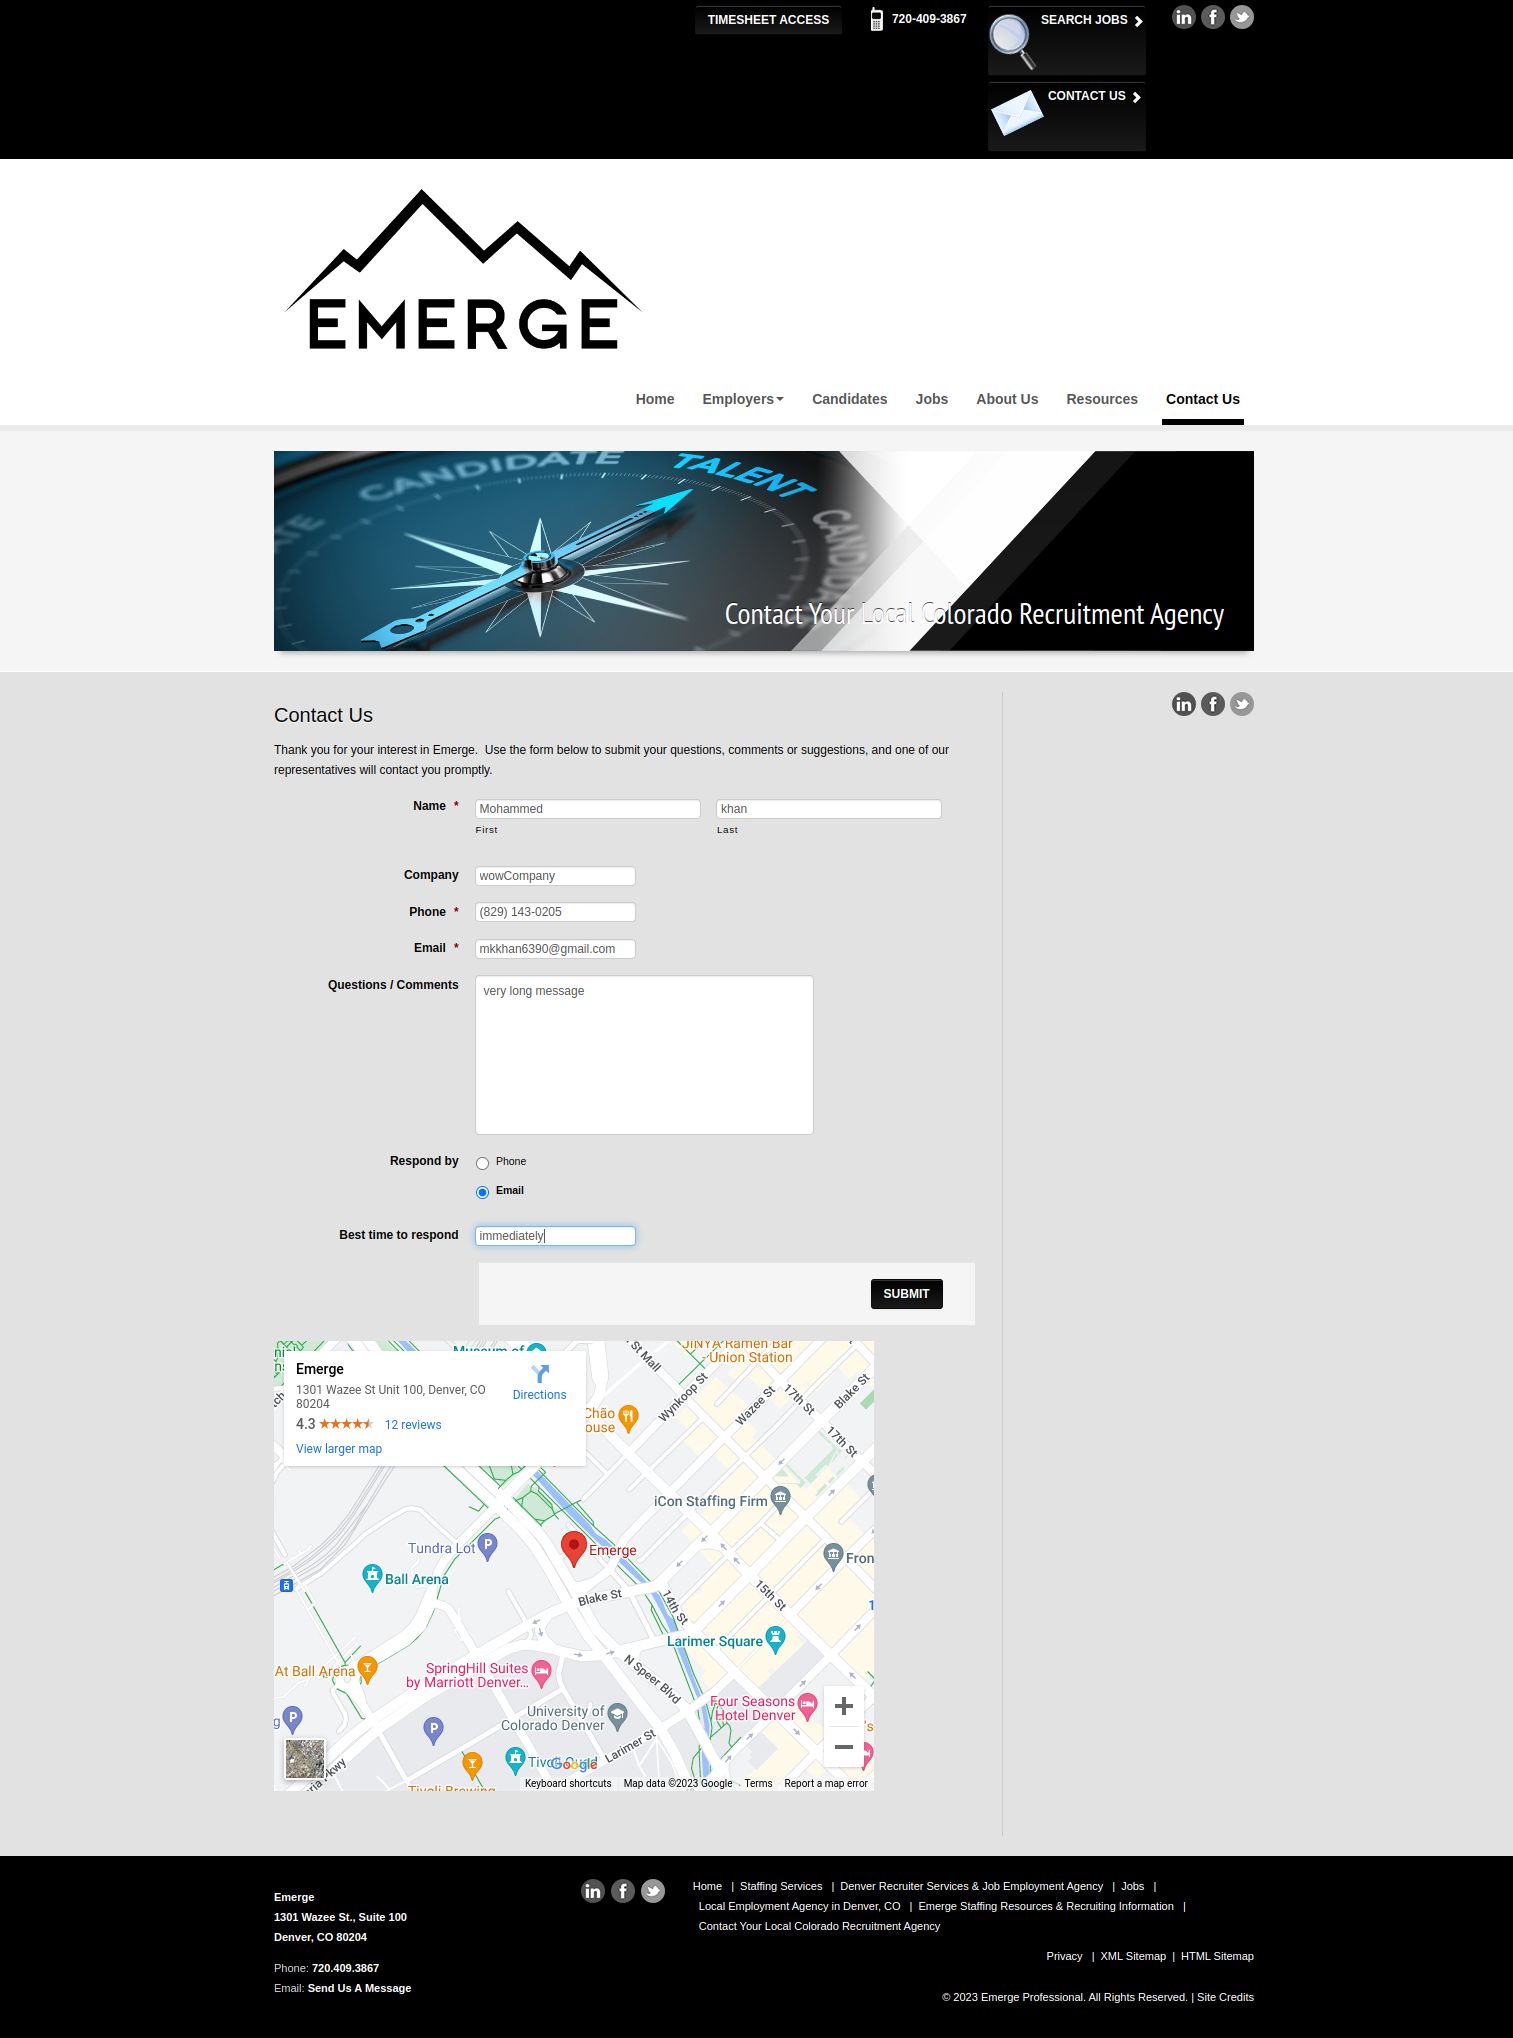 TIMESHEET ACCESS
720-409-3867
SEARCH JOBS
CONTACT US
EMERGE
Home
Employers
Candidates
Jobs
About Us
Resources
Contact Us
CANDIDATE
TALENT
Contact Your Local Colorado Recruitment Agency
Contact Us
Thank you for your interest in Emerge.  Use the form below to submit your questions, comments or suggestions, and one of our
representatives will contact you promptly.
Name *
Mohammed
khan
First
Last
Company
wowCompany
Phone *
(829) 143-0205
Email *
mkkhan6390@gmail.com
Questions / Comments
very long message
Respond by
Phone
Email
Best time to respond
immediately
SUBMIT
Museum of
JINYA Ramen Bar
- Union Station
Emerge
1301 Wazee St Unit 100, Denver, CO
80204
Directions
4.3
12 reviews
View larger map
St Mall
Wynkoop St
Wazee St
17th St
Blake St
17th St
Chão
ouse
iCon Staffing Firm
Tundra Lot
Emerge
Fron
Ball Arena
Blake St
14th St
15th St
Larimer Square
At Ball Arena
SpringHill Suites
by Marriott Denver...
N Speer Blvd
Four Seasons
Hotel Denver
University of
Colorado Denver
Larimer St
Tivoli Quad
Google
Tivoli Brewing
Keyboard shortcuts
Map data ©2023 Google
Terms
Report a map error
Emerge
1301 Wazee St., Suite 100
Denver, CO 80204
Phone: 720.409.3867
Email: Send Us A Message
Home | Staffing Services | Denver Recruiter Services & Job Employment Agency | Jobs |
Local Employment Agency in Denver, CO | Emerge Staffing Resources & Recruiting Information |
Contact Your Local Colorado Recruitment Agency
Privacy | XML Sitemap | HTML Sitemap
© 2023 Emerge Professional. All Rights Reserved. | Site Credits